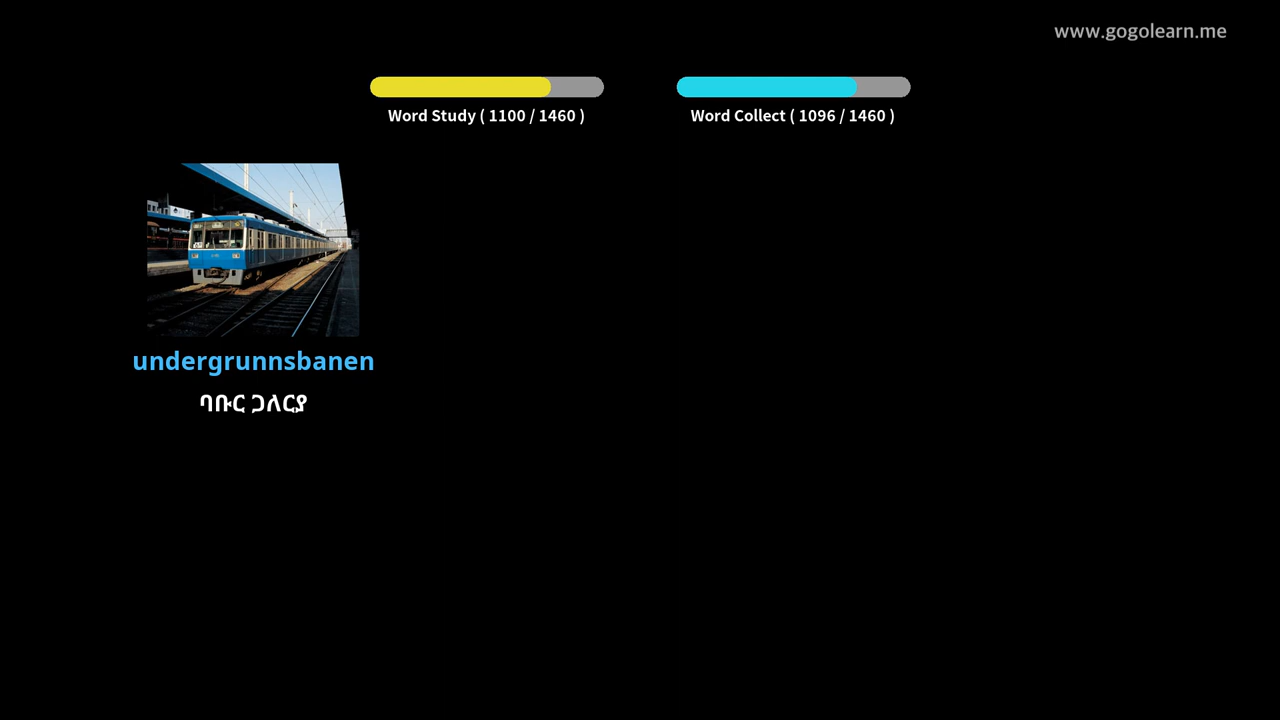 www.gogolearn.me
Word Study ( 1100 / 1460 )
Word Collect ( 1096 / 1460 )
undergrunnsbanen
ባቡር ጋለርያ